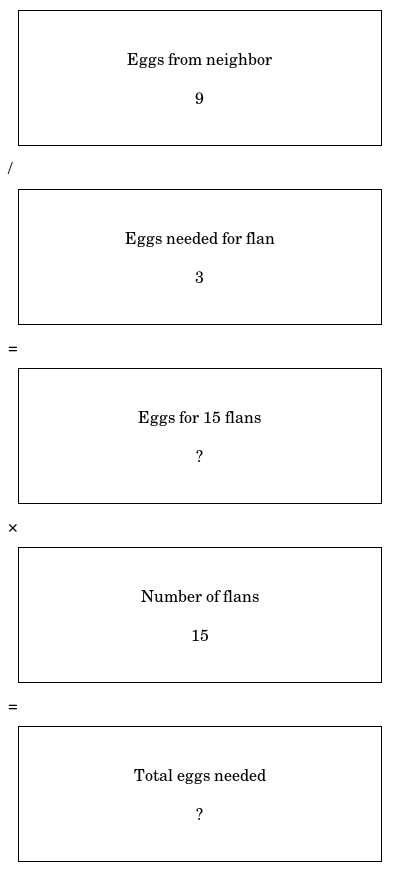 Eggs from neighbor
9
/
Eggs needed for flan
3
=
Eggs for 15 flans
?
×
Number of flans
15
=
Total eggs needed
?